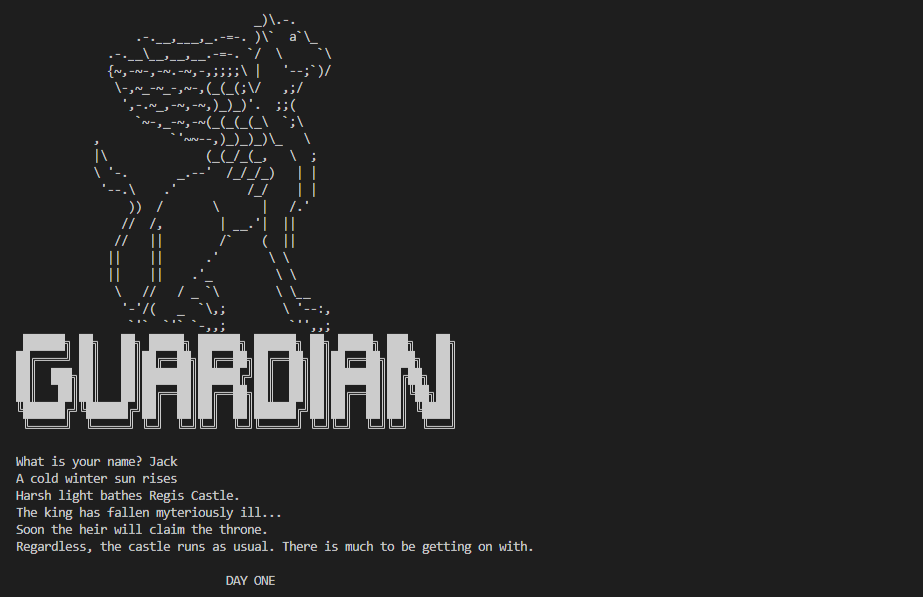 GUARDIAN
What is your name? Jack
A cold winter sun rises
Harsh light bathes Regis Castle.
The king has fallen myteriously ill...
Soon the heir will claim the throne.
Regardless, the castle runs as usual. There is much to be getting on with.
DAY ONE